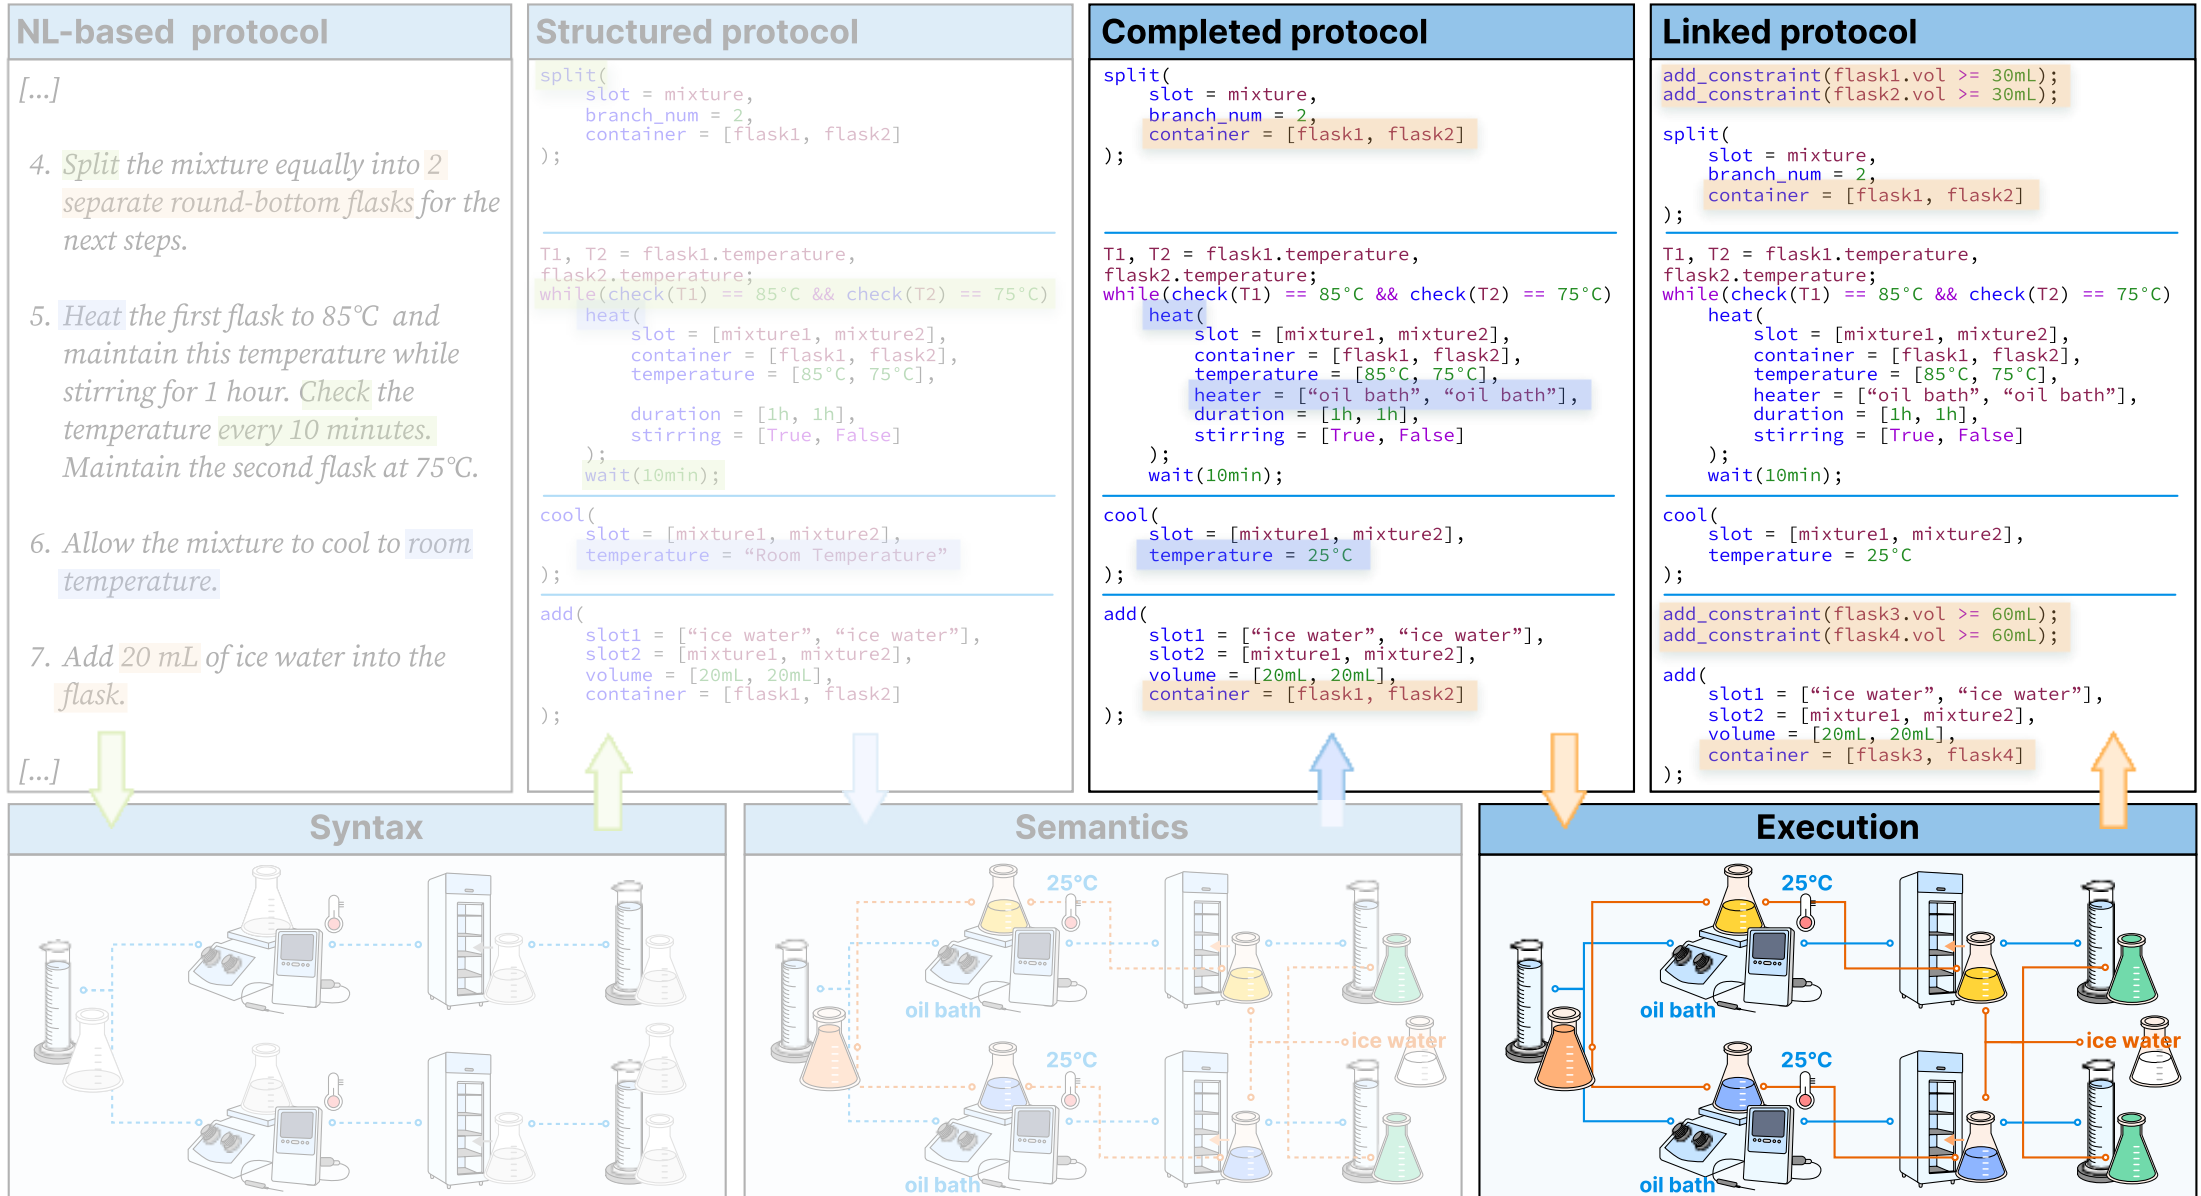 NL-based protocol
[...]
4. Split the mixture equally into 2
separate round-bottom flasks for the
next steps.
5. Heat the first flask to 85°C and
maintain this temperature while
stirring for 1 hour. Check the
temperature every 10 minutes.
Maintain the second flask at 75°C.
6. Allow the mixture to cool to room
temperature.
7. Add 20 mL of ice water into the
flask.
[...]
Structured protocol
split(
slot = mixture,
branch_num = 2,
container = [flask1, flask2]
);
T1, T2 = flask1.temperature,
flask2.temperature;
while(check(T1) == 85°C && check(T2) == 75°C)
heat(
slot = [mixture1, mixture2],
container = [flask1, flask2],
temperature = [85°C, 75°C],
duration = [1h, 1h],
stirring = [True, False]
);
wait(10min);
cool(
slot = [mixture1, mixture2],
temperature = “Room Temperature”
);
add(
slot1 = [“ice water”, “ice water”],
slot2 = [mixture1, mixture2],
volume = [20mL, 20mL],
container = [flask1, flask2]
);
Completed protocol
split(
slot = mixture,
branch_num = 2,
container = [flask1, flask2]
);
T1, T2 = flask1.temperature,
flask2.temperature;
while(check(T1) == 85°C && check(T2) == 75°C)
heat(
slot = [mixture1, mixture2],
container = [flask1, flask2],
temperature = [85°C, 75°C],
heater = [“oil bath”, “oil bath”],
duration = [1h, 1h],
stirring = [True, False]
);
wait(10min);
cool(
slot = [mixture1, mixture2],
temperature = 25°C
);
add(
slot1 = [“ice water”, “ice water”],
slot2 = [mixture1, mixture2],
volume = [20mL, 20mL],
container = [flask1, flask2]
);
Linked protocol
add_constraint(flask1.vol >= 30mL);
add_constraint(flask2.vol >= 30mL);
split(
slot = mixture,
branch_num = 2,
container = [flask1, flask2]
);
T1, T2 = flask1.temperature,
flask2.temperature;
while(check(T1) == 85°C && check(T2) == 75°C)
heat(
slot = [mixture1, mixture2],
container = [flask1, flask2],
temperature = [85°C, 75°C],
heater = [“oil bath”, “oil bath”],
duration = [1h, 1h],
stirring = [True, False]
);
wait(10min);
cool(
slot = [mixture1, mixture2],
temperature = 25°C
);
add_constraint(flask3.vol >= 60mL);
add_constraint(flask4.vol >= 60mL);
add(
slot1 = [“ice water”, “ice water”],
slot2 = [mixture1, mixture2],
volume = [20mL, 20mL],
container = [flask3, flask4]
);
Syntax
Semantics
25°C
oil bath
ice water
25°C
oil bath
Execution
25°C
oil bath
ice water
25°C
oil bath